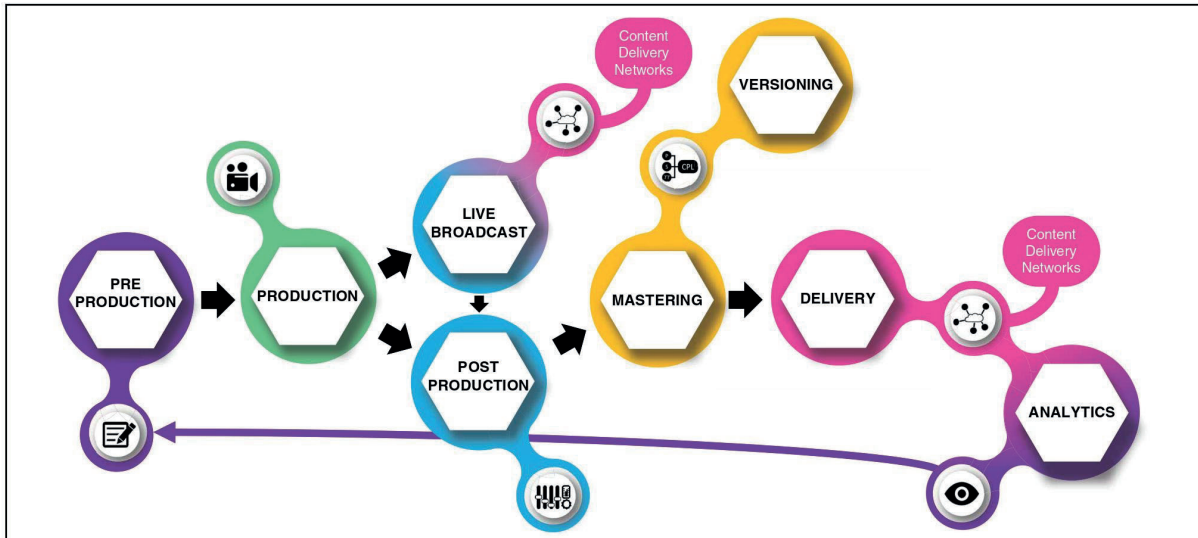 PRE
PRODUCTION
PRODUCTION
LIVE
BROADCAST
Content
Delivery
Networks
POST
PRODUCTION
MASTERING
CPL
VERSIONING
DELIVERY
Content
Delivery
Networks
ANALYTICS